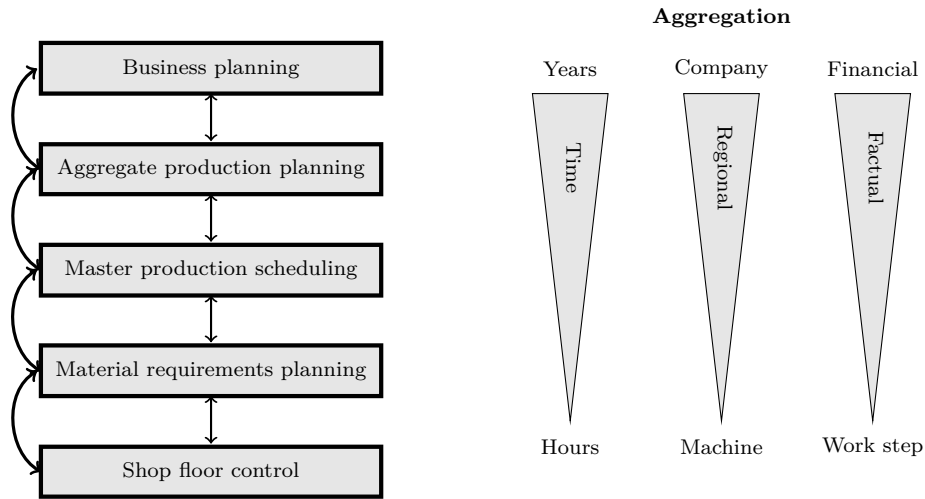 Business planning
Aggregate production planning
Master production scheduling
Material requirements planning
Shop floor control
Aggregation
Years
Company
Financial
Time
Regional
Factual
Hours
Machine
Work step